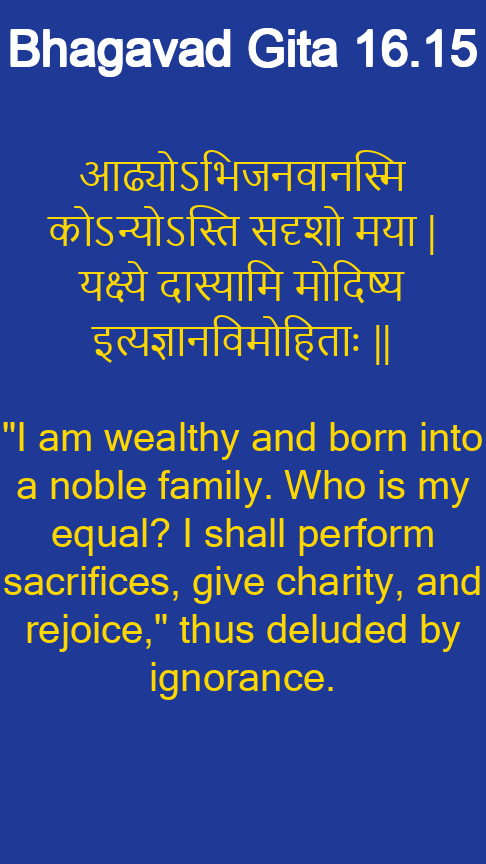 Bhagavad Gita 16.15
आढ्योऽभिजनवानस्मि
कोऽन्योऽस्ति सदृशो मया |
यक्ष्ये दास्यामि मोदिष्य
इत्यज्ञानविमोहिताः ||
"I am wealthy and born into
a noble family. Who is my
equal? I shall perform
sacrifices, give charity, and
rejoice," thus deluded by
ignorance.